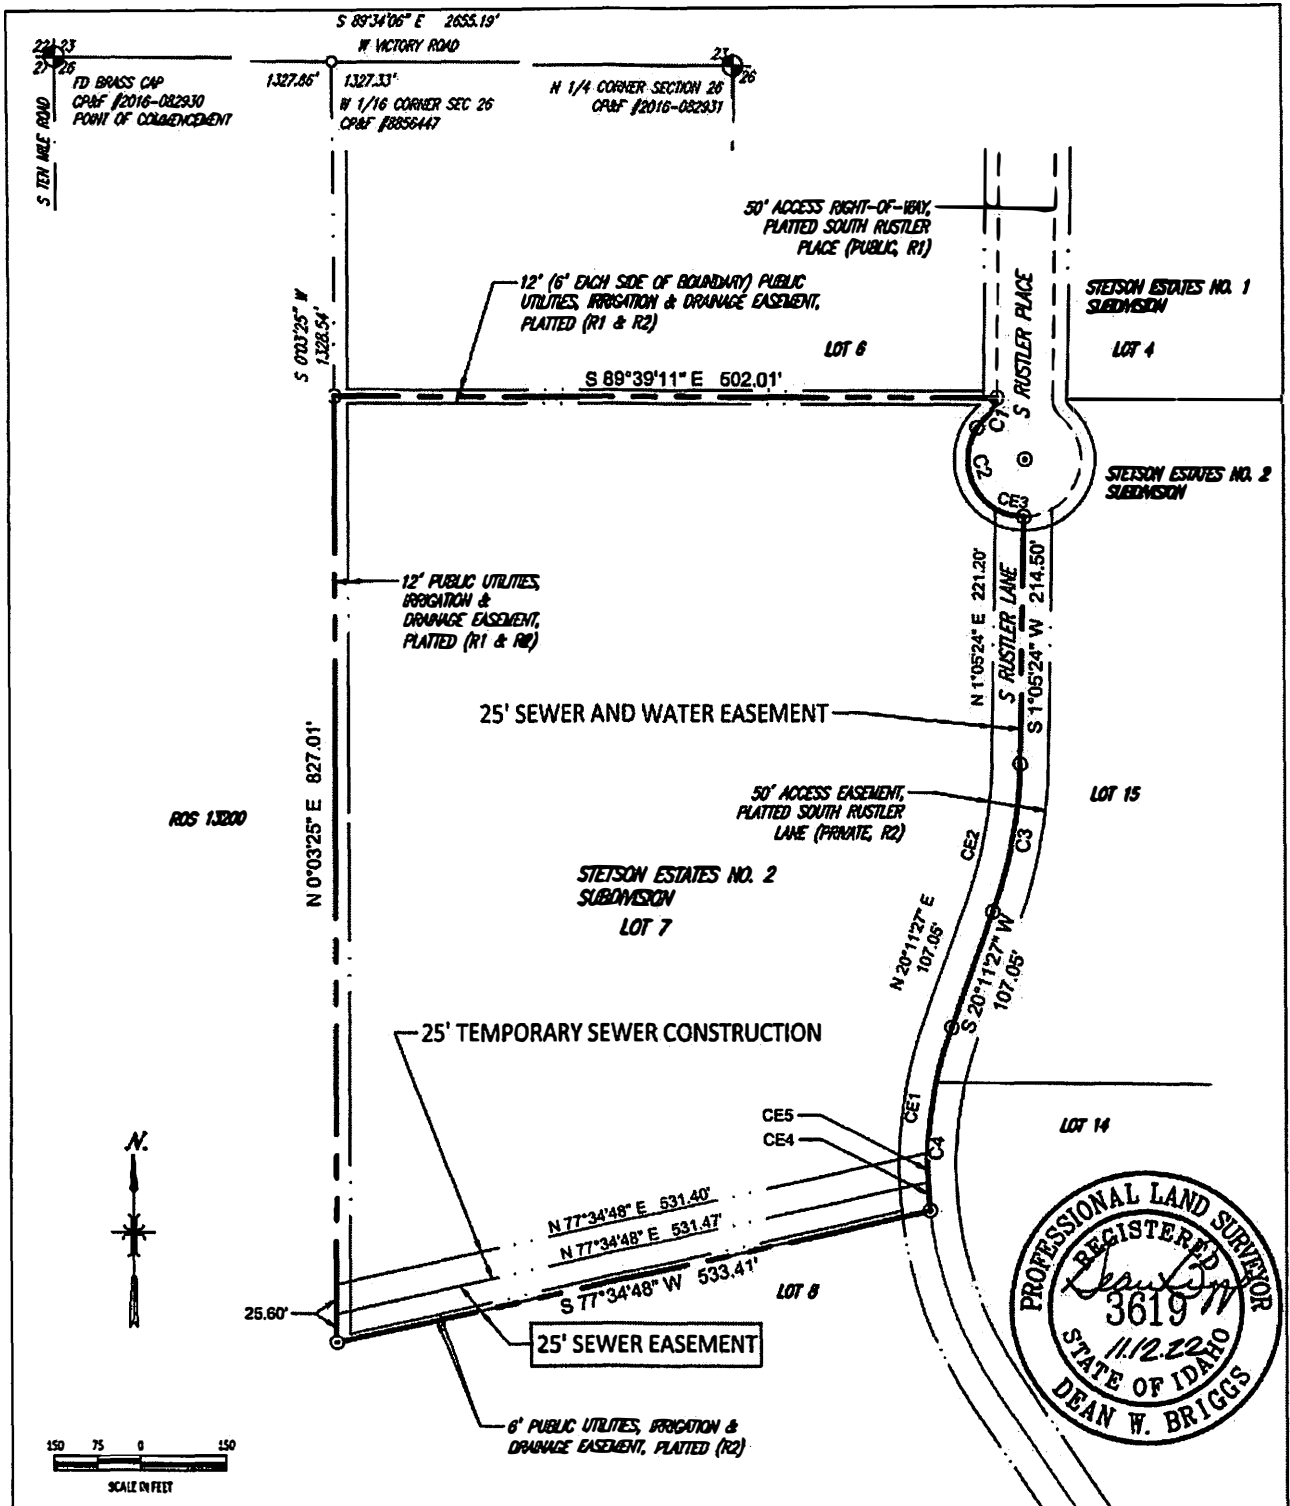 S 89°34'06" E 2655.19'
W VICTORY ROAD
22 23
27 26
FD BRASS CAP
CP&F #2016-082930
POINT OF COMMENCEMENT
S TEN MILE ROAD
1327.86'
1327.33'
W 1/16 CORNER SEC 26
CP&F #8856447
23
26
N 1/4 CORNER SECTION 26
CP&F #2016-082931
S 0°03'25" W
1328.54'
50' ACCESS RIGHT-OF-WAY,
PLATTED SOUTH RUSTLER
PLACE (PUBLIC, R1)
12' (6' EACH SIDE OF BOUNDARY) PUBLIC
UTILITIES, IRRIGATION & DRAINAGE EASEMENT,
PLATTED (R1 & R2)
S RUSTLER PLACE
STETSON ESTATES NO. 1
SUBDIVISION
LOT 6
LOT 4
S 89°39'11" E 502.01'
C1
C2
CE3
STETSON ESTATES NO. 2
SUBDIVISION
12' PUBLIC UTILITIES,
IRRIGATION &
DRAINAGE EASEMENT,
PLATTED (R1 & R2)
N 1°05'24" E 221.20'
S RUSTLER LANE
S 1°05'24" W 214.50'
25' SEWER AND WATER EASEMENT
N 0°03'25" E 827.01'
ROS 13200
50' ACCESS EASEMENT,
PLATTED SOUTH RUSTLER
LANE (PRIVATE, R2)
LOT 15
CE2
C3
STETSON ESTATES NO. 2
SUBDIVISION
LOT 7
N 20°11'27" E
107.05'
S 20°11'27" W
107.05'
25' TEMPORARY SEWER CONSTRUCTION
CE1
CE5
CE4
C4
LOT 14
N.
N 77°34'48" E 531.40'
N 77°34'48" E 531.47'
S 77°34'48" W 533.41'
LOT 8
25.60'
25' SEWER EASEMENT
6' PUBLIC UTILITIES, IRRIGATION &
DRAINAGE EASEMENT, PLATTED (R2)
PROFESSIONAL LAND SURVEYOR
REGISTERED
3619
11.12.22
STATE OF IDAHO
DEAN W. BRIGGS
150 75 0 150
SCALE IN FEET